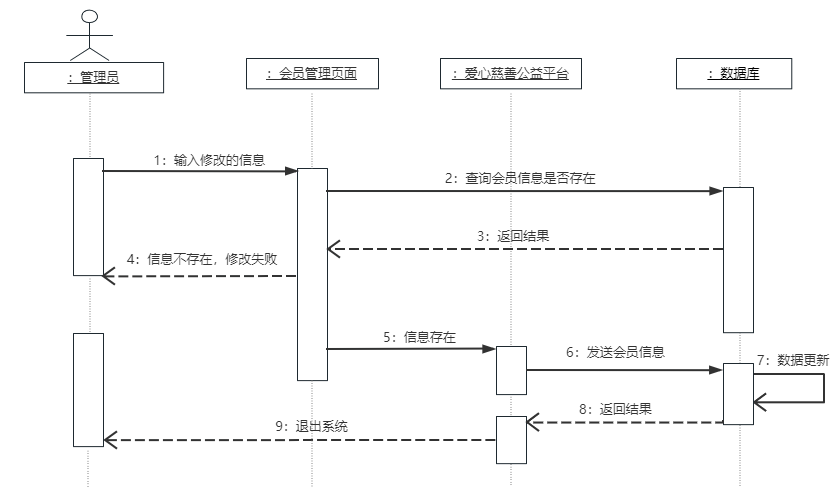 ：管理员
：会员管理页面
：爱心慈善公益平台
：数据库
1：输入修改的信息
2：查询会员信息是否存在
3：返回结果
4：信息不存在，修改失败
5：信息存在
6：发送会员信息
7：数据更新
8：返回结果
9：退出系统